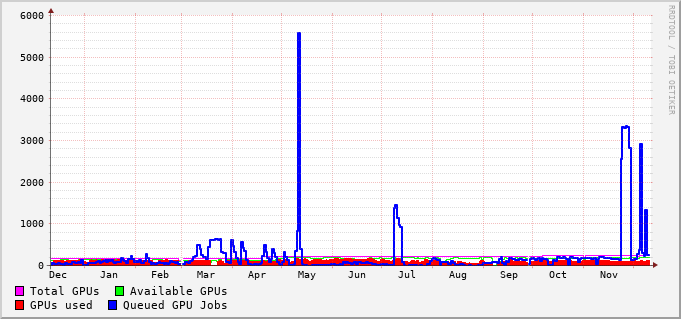 6000
5000
4000
3000
2000
1000
0
Dec Jan Feb Mar Apr May Jun Jul Aug Sep Oct Nov
Total GPUs Available GPUs
GPUs used Queued GPU Jobs
RRDTOOL / TOBI OETIKER